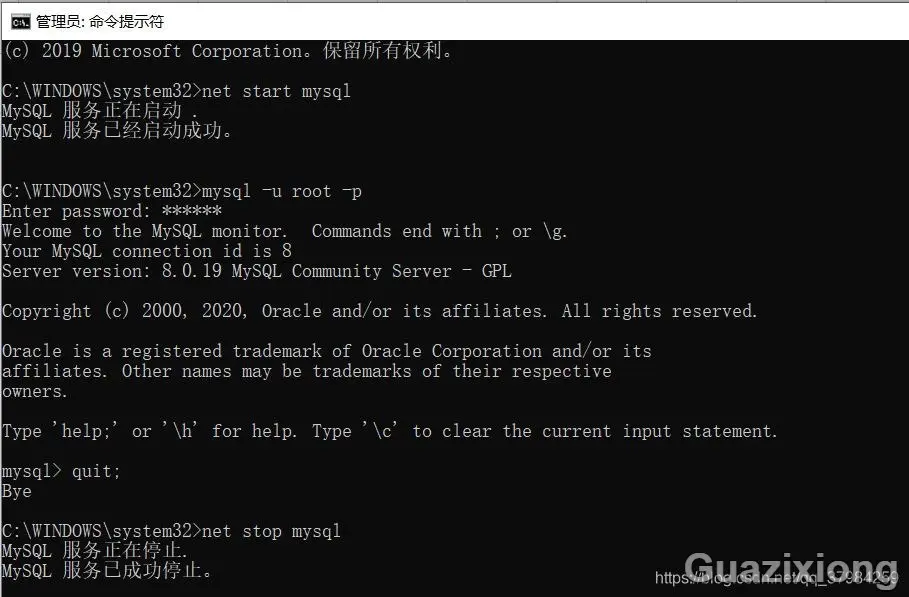 管理员: 命令提示符
(c) 2019 Microsoft Corporation。保留所有权利。
C:\WINDOWS\system32>net start mysql
MySQL 服务正在启动 .
MySQL 服务已经启动成功。
C:\WINDOWS\system32>mysql -u root -p
Enter password: ******
Welcome to the MySQL monitor.  Commands end with ; or \g.
Your MySQL connection id is 8
Server version: 8.0.19 MySQL Community Server - GPL
Copyright (c) 2000, 2020, Oracle and/or its affiliates. All rights reserved.
Oracle is a registered trademark of Oracle Corporation and/or its
affiliates. Other names may be trademarks of their respective
owners.
Type 'help;' or '\h' for help. Type '\c' to clear the current input statement.
mysql> quit;
Bye
C:\WINDOWS\system32>net stop mysql
MySQL 服务正在停止.
MySQL 服务已成功停止。
Guazixiong
https://blog.csdn.net/qq_37984259